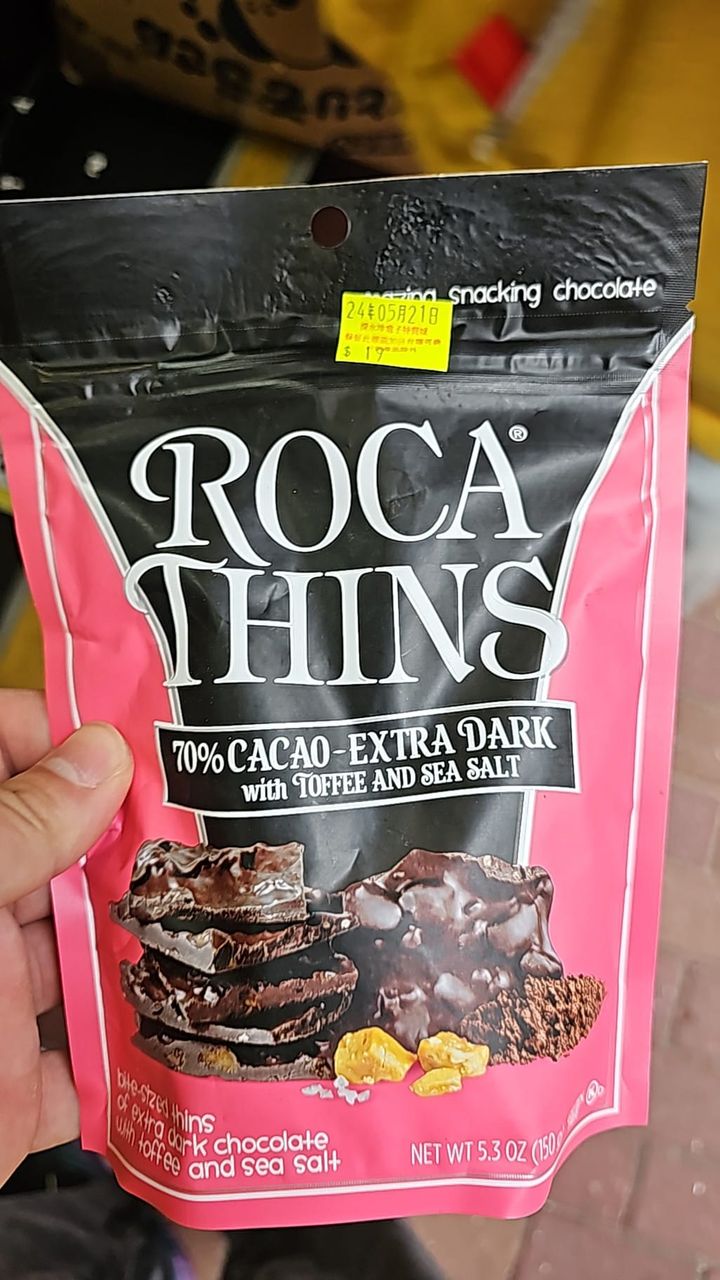 snacking chocolate
24年05月21日
$ 17
ROCA®
THINS
70% CACAO-EXTRA DARK
with TOFFEE AND SEA SALT
bite-sized thins
of extra dark chocolate
with toffee and sea salt
NET WT 5.3 OZ (150